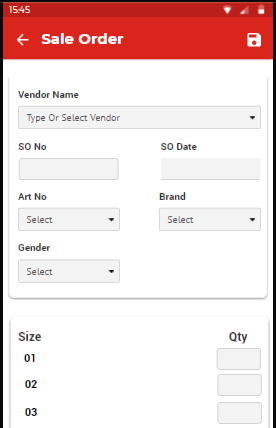 15:45
Sale Order
Vendor Name
Type Or Select Vendor
SO No SO Date
Art No Brand
Select Select
Gender
Select
Size Qty
01
02
03